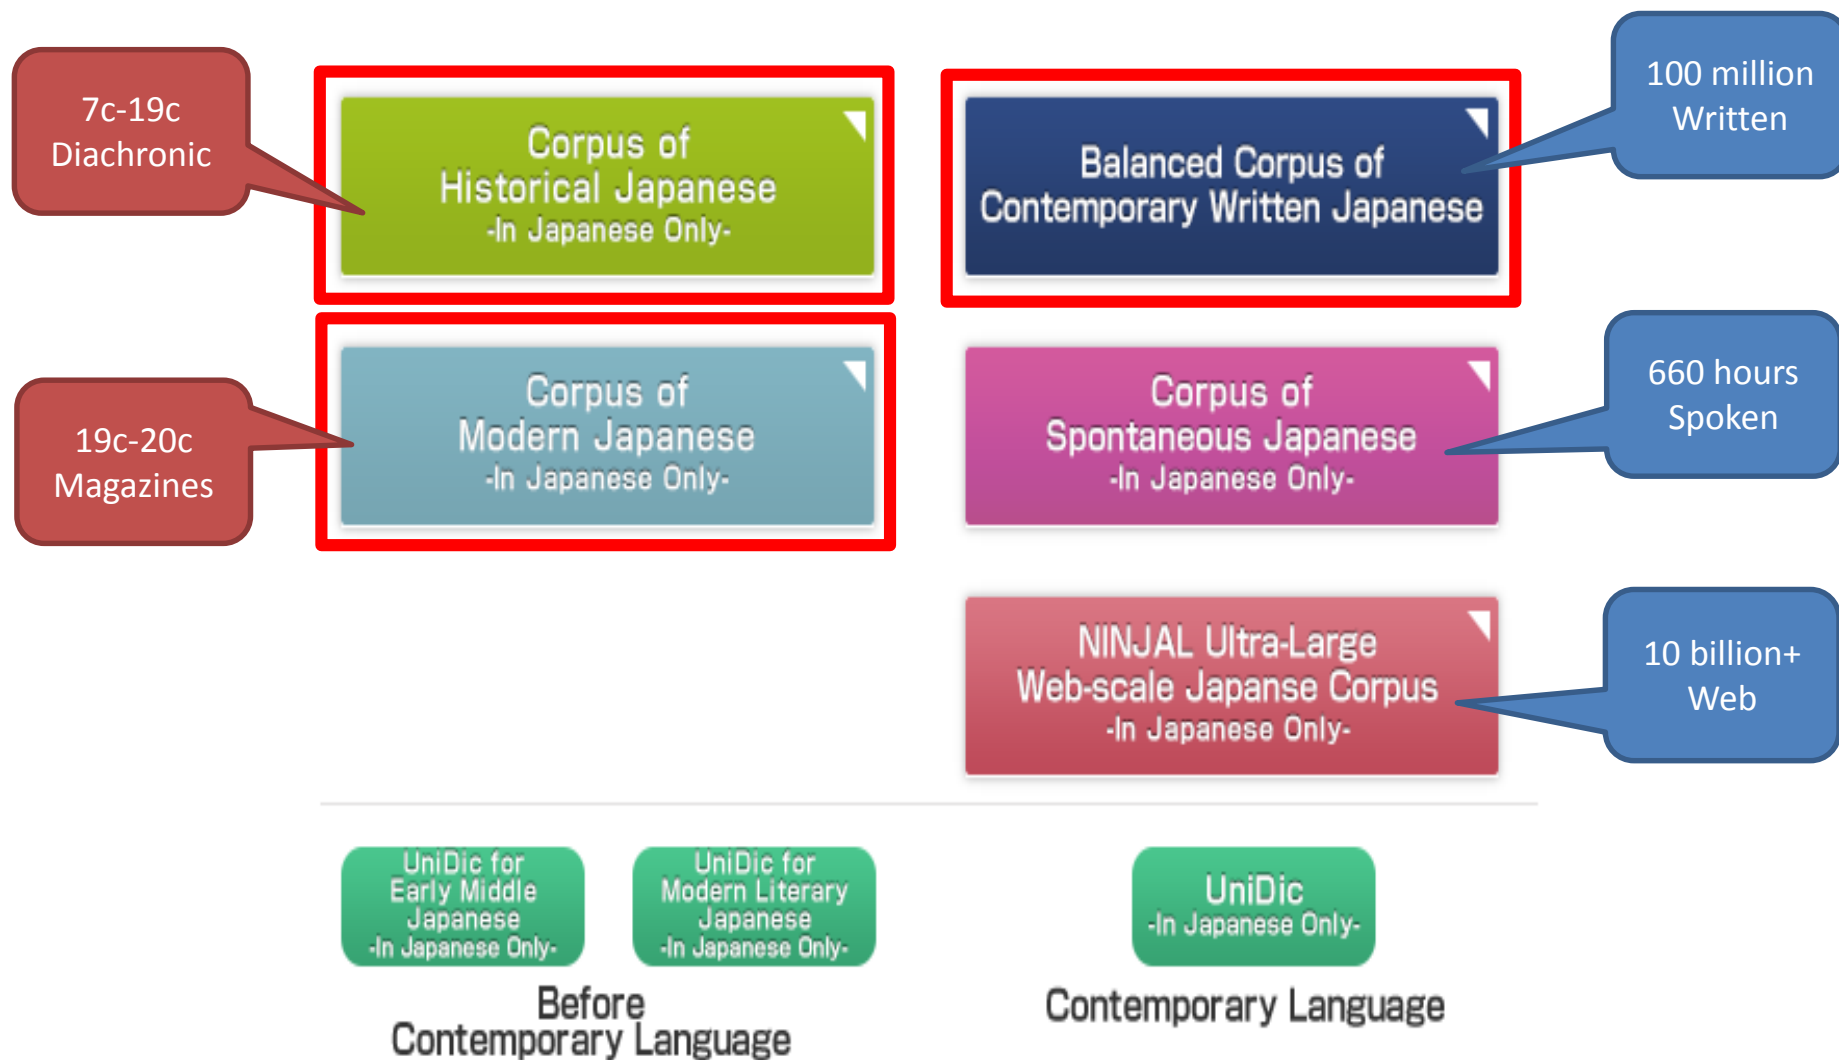 7c-19c
Diachronic
Corpus of
Historical Japanese
-In Japanese Only-
Balanced Corpus of
Contemporary Written Japanese
100 million
Written
19c-20c
Magazines
Corpus of
Modern Japanese
-In Japanese Only-
Corpus of
Spontaneous Japanese
-In Japanese Only-
660 hours
Spoken
NINJAL Ultra-Large
Web-scale Japanse Corpus
-In Japanese Only-
10 billion+
Web
UniDic for
Early Middle
Japanese
-In Japanese Only-
UniDic for
Modern Literary
Japanese
-In Japanese Only-
UniDic
-In Japanese Only-
Before
Contemporary Language
Contemporary Language